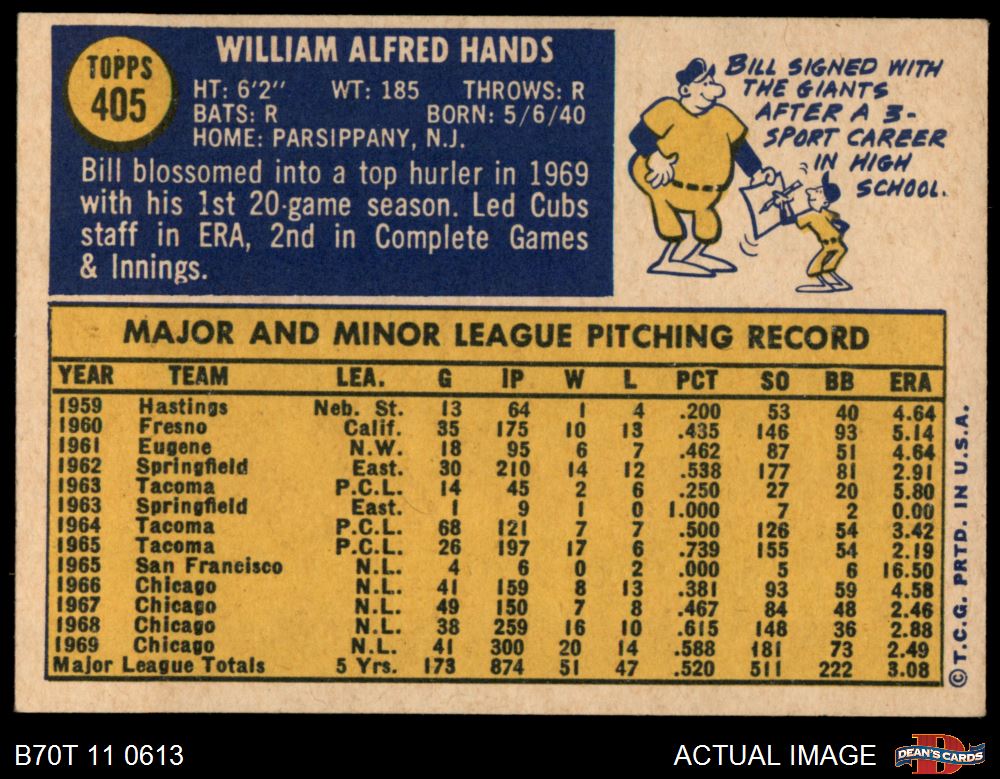 TOPPS
405
WILLIAM ALFRED HANDS
HT: 6'2" WT: 185 THROWS: R
BATS: R BORN: 5/6/40
HOME: PARSIPPANY, N.J.
Bill blossomed into a top hurler in 1969
with his 1st 20-game season. Led Cubs
staff in ERA, 2nd in Complete Games
& Innings.
BILL SIGNED WITH
THE GIANTS
AFTER A 3-
SPORT CAREER
IN HIGH
SCHOOL.
MAJOR AND MINOR LEAGUE PITCHING RECORD
YEAR TEAM LEA. G IP W L PCT SO BB ERA
1959 Hastings Neb. St. 13 64 1 4 .200 53 40 4.64
1960 Fresno Calif. 35 175 10 13 .435 146 93 5.14
1961 Eugene N.W. 18 95 6 7 .462 87 51 4.64
1962 Springfield East. 30 210 14 12 .538 177 81 2.91
1963 Tacoma P.C.L. 14 45 2 6 .250 27 20 5.80
1963 Springfield East. 1 9 1 0 1.000 7 2 0.00
1964 Tacoma P.C.L. 68 121 7 7 .500 126 54 3.42
1965 Tacoma P.C.L. 26 197 17 6 .739 155 54 2.19
1965 San Francisco N.L. 4 6 0 2 .000 5 6 16.50
1966 Chicago N.L. 41 159 8 13 .381 93 59 4.58
1967 Chicago N.L. 49 150 7 8 .467 84 48 2.46
1968 Chicago N.L. 38 259 16 10 .615 148 36 2.88
1969 Chicago N.L. 41 300 20 14 .588 181 73 2.49
Major League Totals 5 Yrs. 173 874 51 47 .520 511 222 3.08
© T.C.G. PRTD. IN U.S.A.
B70T 11 0613
ACTUAL IMAGE
DEAN'S CARDS